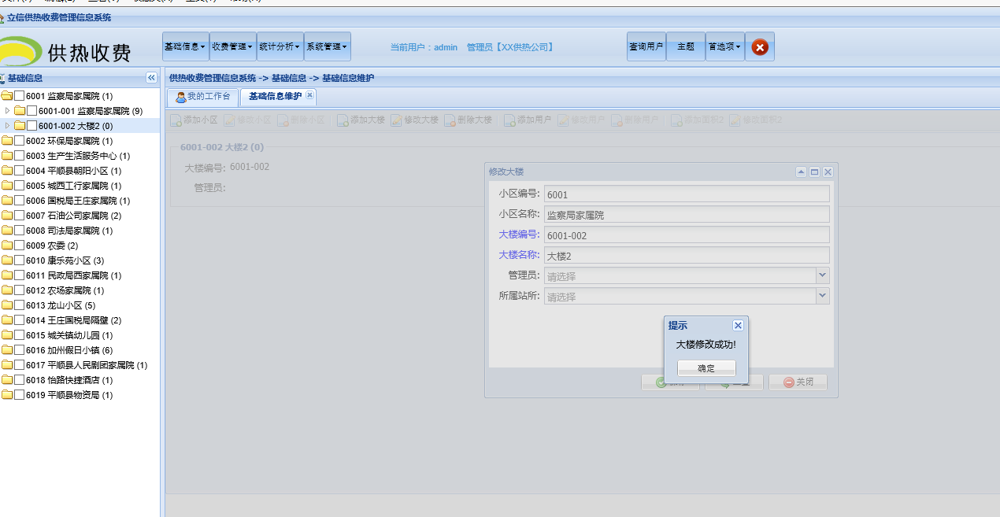 立信供热收费管理信息系统
供热收费
基础信息 收费管理 统计分析 系统管理
当前用户：admin 管理员【XX供热公司】
查询用户 主题 首选项
基础信息
供热收费管理信息系统 -> 基础信息 -> 基础信息维护
我的工作台 基础信息维护
添加小区 修改小区 删除小区 添加大楼 修改大楼 删除大楼 添加用户 修改用户 删除用户 添加面积2 修改面积2
6001 监察局家属院 (1)
6001-001 监察局家属院 (9)
6001-002 大楼2 (0)
6002 环保局家属院 (1)
6003 生产生活服务中心 (1)
6004 平顺县朝阳小区 (1)
6005 城西工行家属院 (1)
6006 国税局王庄家属院 (1)
6007 石油公司家属院 (2)
6008 司法局家属院 (1)
6009 农委 (2)
6010 康乐苑小区 (3)
6011 民政局西家属院 (1)
6012 农场家属院 (1)
6013 龙山小区 (5)
6014 王庄国税局隔壁 (2)
6015 城关镇幼儿园 (1)
6016 加州假日小镇 (6)
6017 平顺县人民剧团家属院 (1)
6018 怡路快捷酒店 (1)
6019 平顺县物资局 (1)
6001-002 大楼2 (0)
大楼编号: 6001-002
管理员:
修改大楼
小区编号: 6001
小区名称: 监察局家属院
大楼编号: 6001-002
大楼名称: 大楼2
管理员: 请选择
所属站所: 请选择
提示
大楼修改成功!
确定
关闭